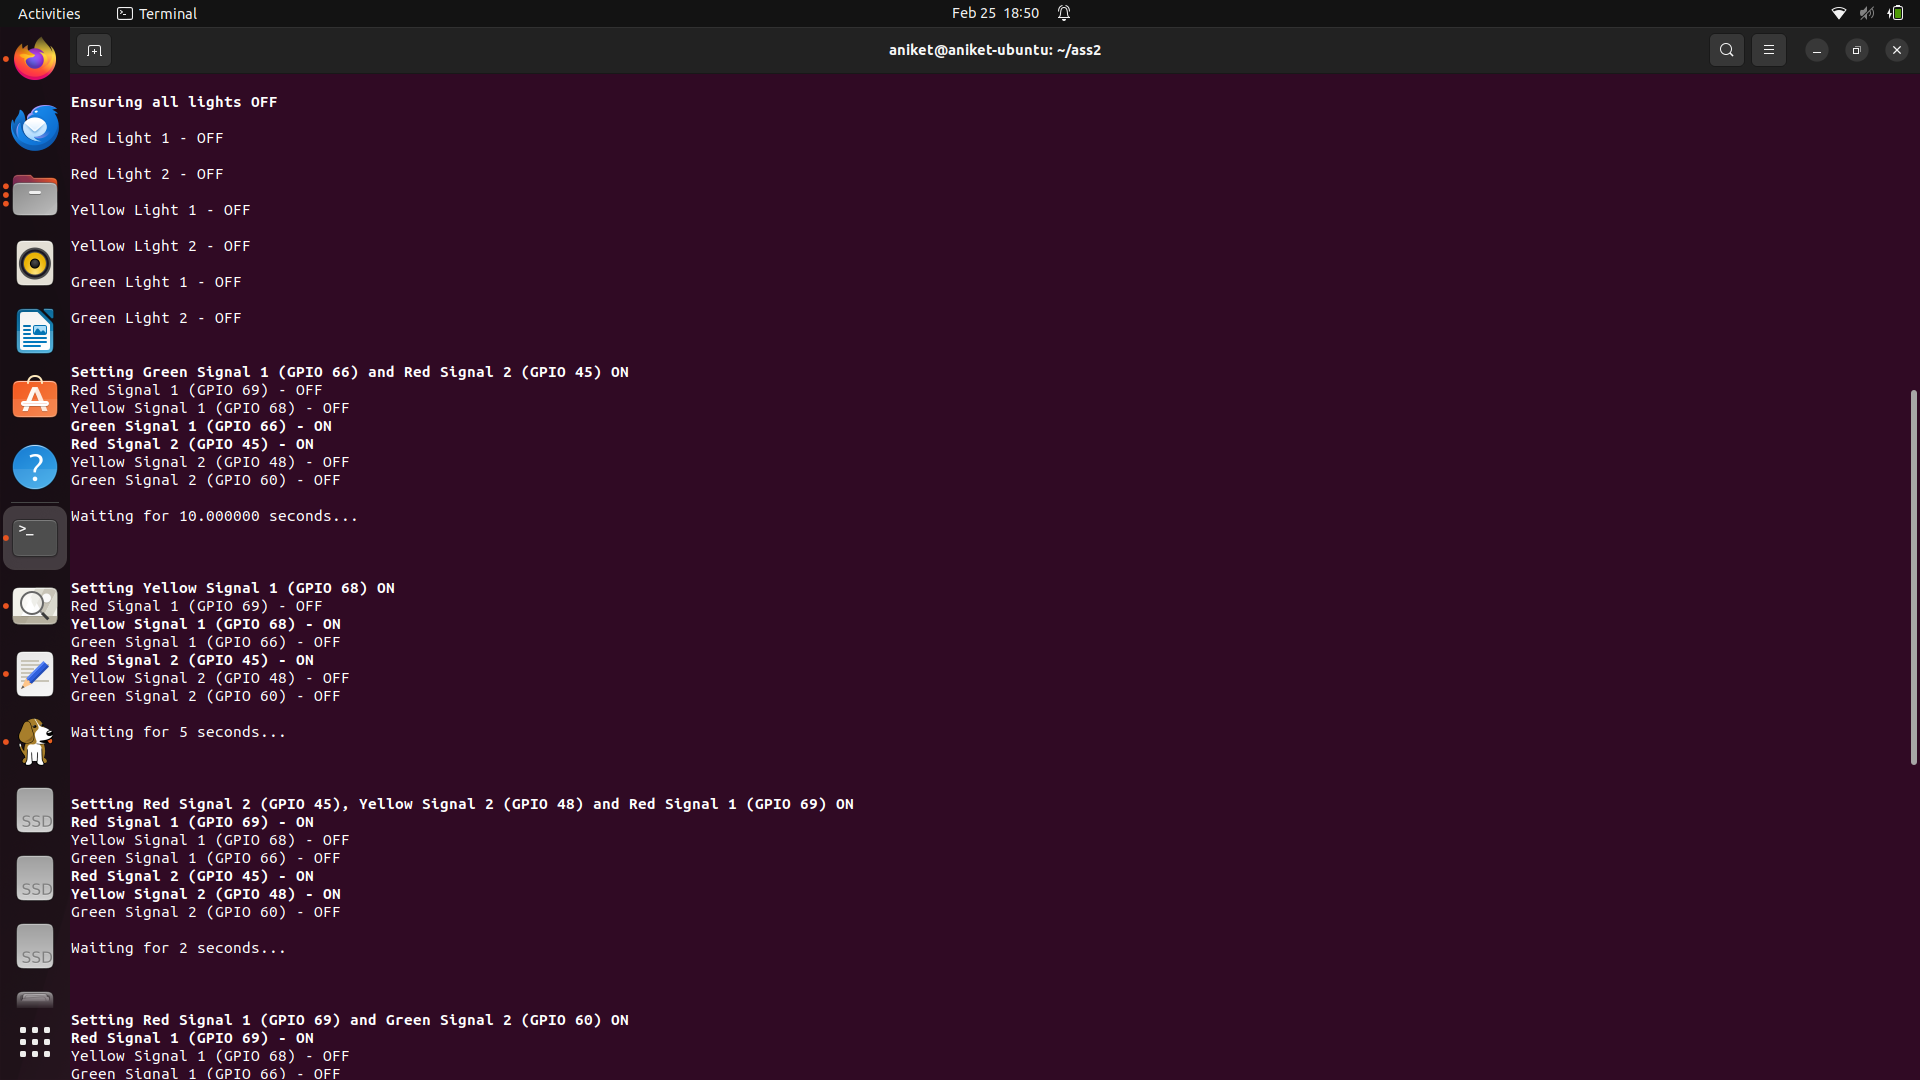 Activities
Terminal
Feb 25 18:50
aniket@aniket-ubuntu: ~/ass2
Ensuring all lights OFF
Red Light 1 - OFF
Red Light 2 - OFF
Yellow Light 1 - OFF
Yellow Light 2 - OFF
Green Light 1 - OFF
Green Light 2 - OFF
Setting Green Signal 1 (GPIO 66) and Red Signal 2 (GPIO 45) ON
Red Signal 1 (GPIO 69) - OFF
Yellow Signal 1 (GPIO 68) - OFF
Green Signal 1 (GPIO 66) - ON
Red Signal 2 (GPIO 45) - ON
Yellow Signal 2 (GPIO 48) - OFF
Green Signal 2 (GPIO 60) - OFF
Waiting for 10.000000 seconds...
Setting Yellow Signal 1 (GPIO 68) ON
Red Signal 1 (GPIO 69) - OFF
Yellow Signal 1 (GPIO 68) - ON
Green Signal 1 (GPIO 66) - OFF
Red Signal 2 (GPIO 45) - ON
Yellow Signal 2 (GPIO 48) - OFF
Green Signal 2 (GPIO 60) - OFF
Waiting for 5 seconds...
Setting Red Signal 2 (GPIO 45), Yellow Signal 2 (GPIO 48) and Red Signal 1 (GPIO 69) ON
Red Signal 1 (GPIO 69) - ON
Yellow Signal 1 (GPIO 68) - OFF
Green Signal 1 (GPIO 66) - OFF
Red Signal 2 (GPIO 45) - ON
Yellow Signal 2 (GPIO 48) - ON
Green Signal 2 (GPIO 60) - OFF
Waiting for 2 seconds...
Setting Red Signal 1 (GPIO 69) and Green Signal 2 (GPIO 60) ON
Red Signal 1 (GPIO 69) - ON
Yellow Signal 1 (GPIO 68) - OFF
Green Signal 1 (GPIO 66) - OFF
SSD
SSD
SSD